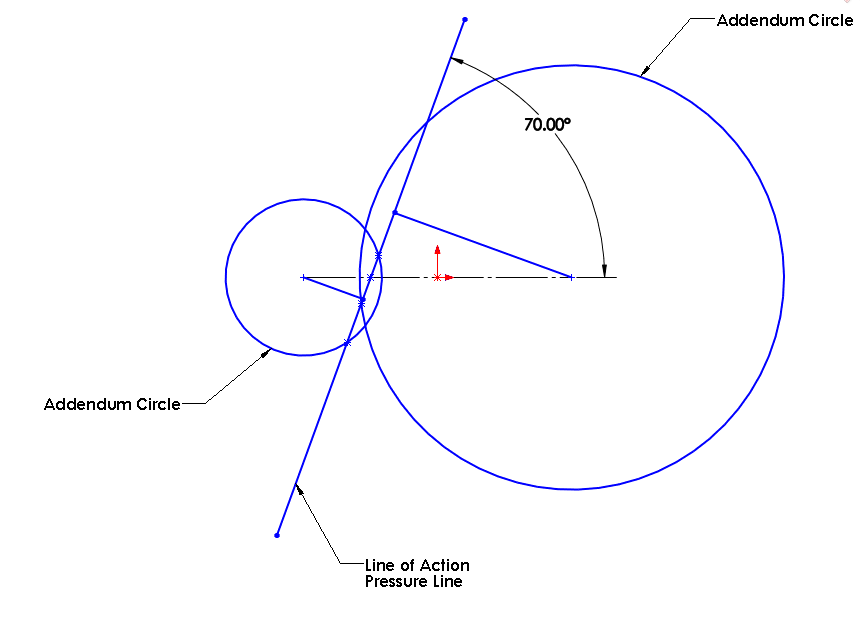 Addendum Circle
70.00°
Addendum Circle
Line of Action
Pressure Line